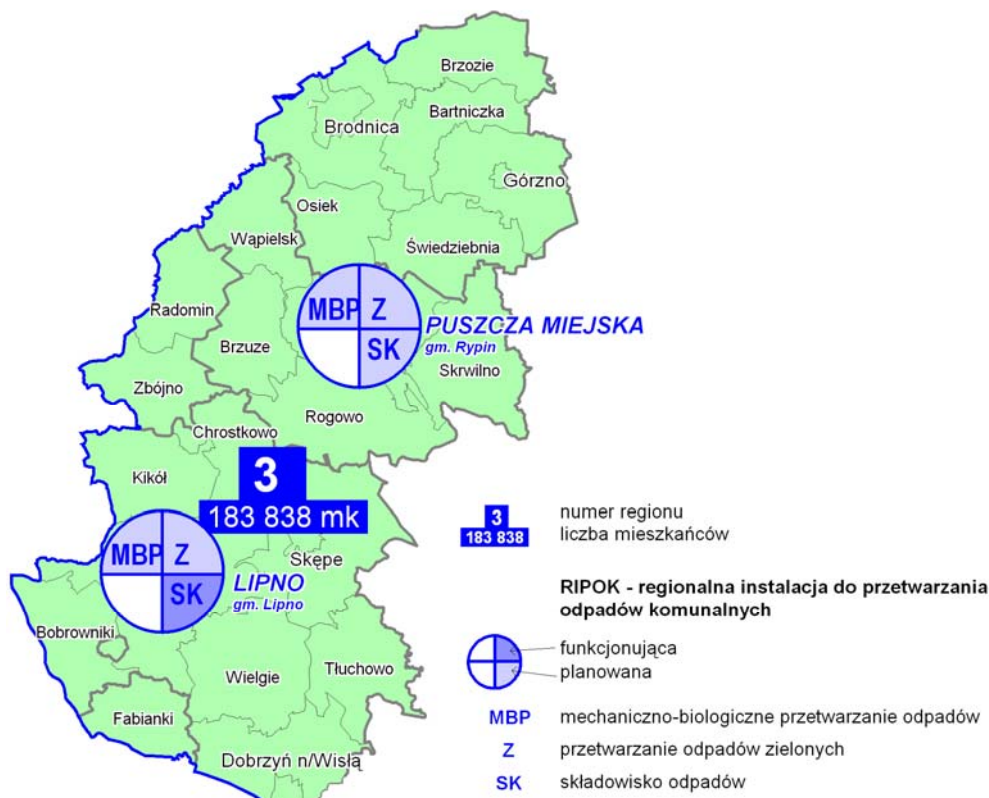 Brzozie
Bartniczka
Brodnica
Górzno
Osiek
Wąpielsk
Świedziebnia
Radomin
MBP Z
SK
PUSZCZA MIEJSKA
gm. Rypin
Brzuze
Skrwilno
Zbójno
Rogowo
Chrostkowo
Kikół
3
183 838 mk
MBP Z
SK
Skępe
LIPNO
gm. Lipno
Bobrowniki
Wielgie
Tłuchowo
Fabianki
Dobrzyń n/Wisłą
3
183 838
numer regionu
liczba mieszkańców
RIPOK - regionalna instalacja do przetwarzania
odpadów komunalnych
funkcjonująca
planowana
MBP mechaniczno-biologiczne przetwarzanie odpadów
Z przetwarzanie odpadów zielonych
SK składowisko odpadów